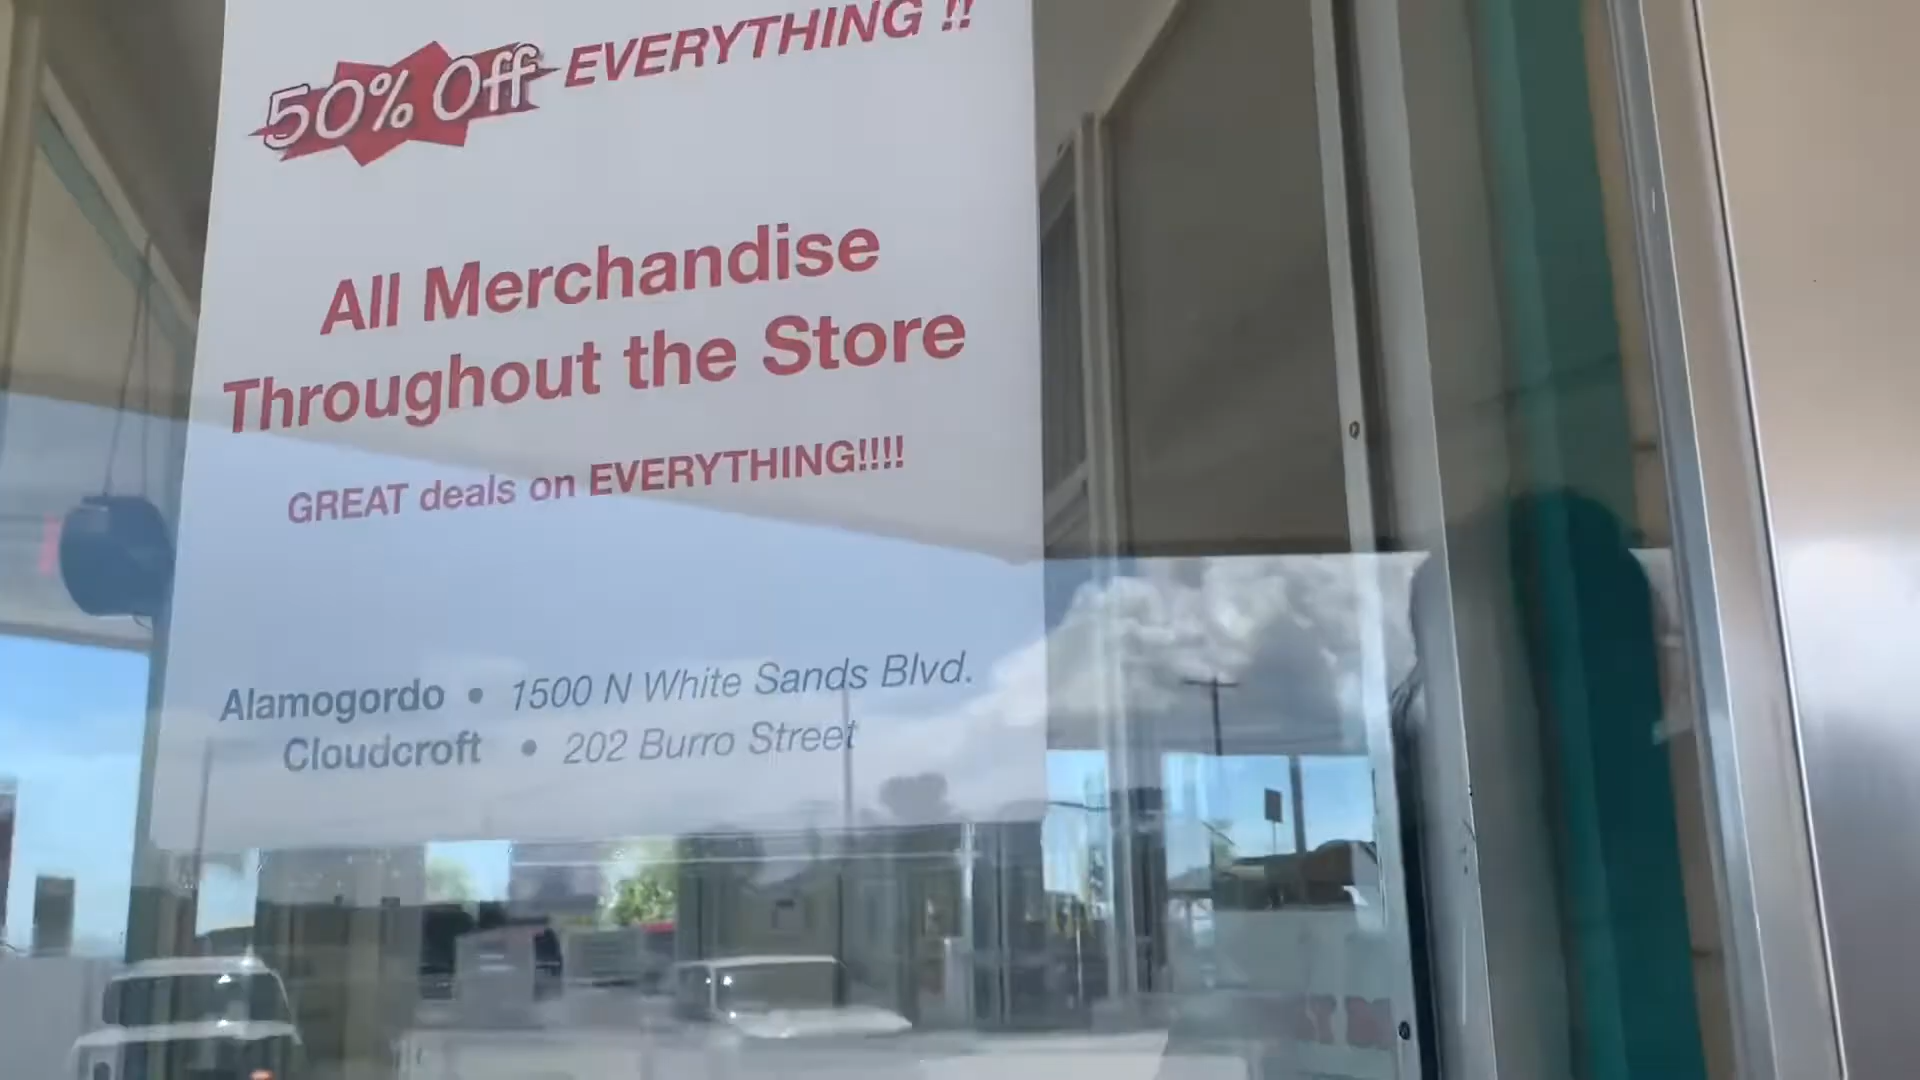 50% Off EVERYTHING !!
All Merchandise
Throughout the Store
GREAT deals on EVERYTHING!!!!
Alamogordo • 1500 N White Sands Blvd.
Cloudcroft • 202 Burro Street